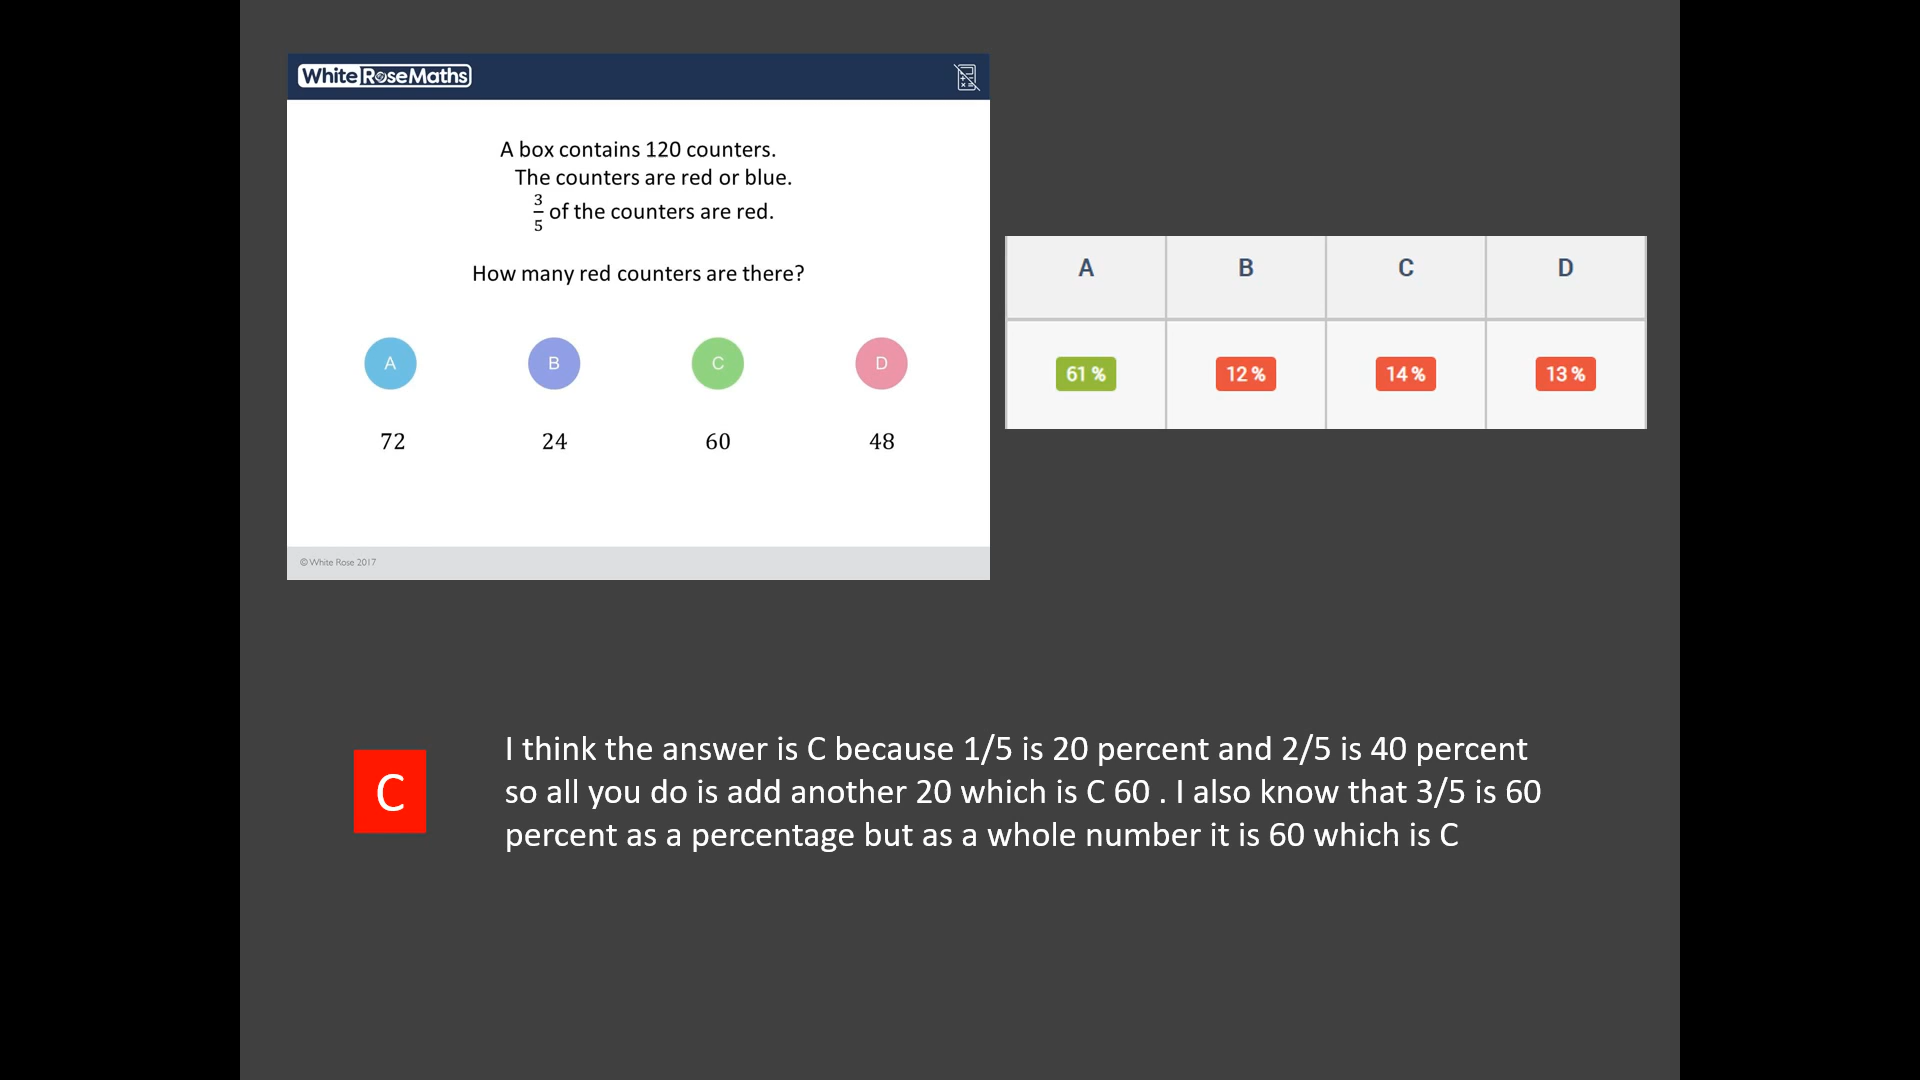 WhiteRoseMaths
A box contains 120 counters.
The counters are red or blue.
3/5 of the counters are red.
How many red counters are there?
A B C D
72 24 60 48
© White Rose 2017
A B C D
61 % 12 % 14 % 13 %
C
I think the answer is C because 1/5 is 20 percent and 2/5 is 40 percent
so all you do is add another 20 which is C 60 . I also know that 3/5 is 60
percent as a percentage but as a whole number it is 60 which is C